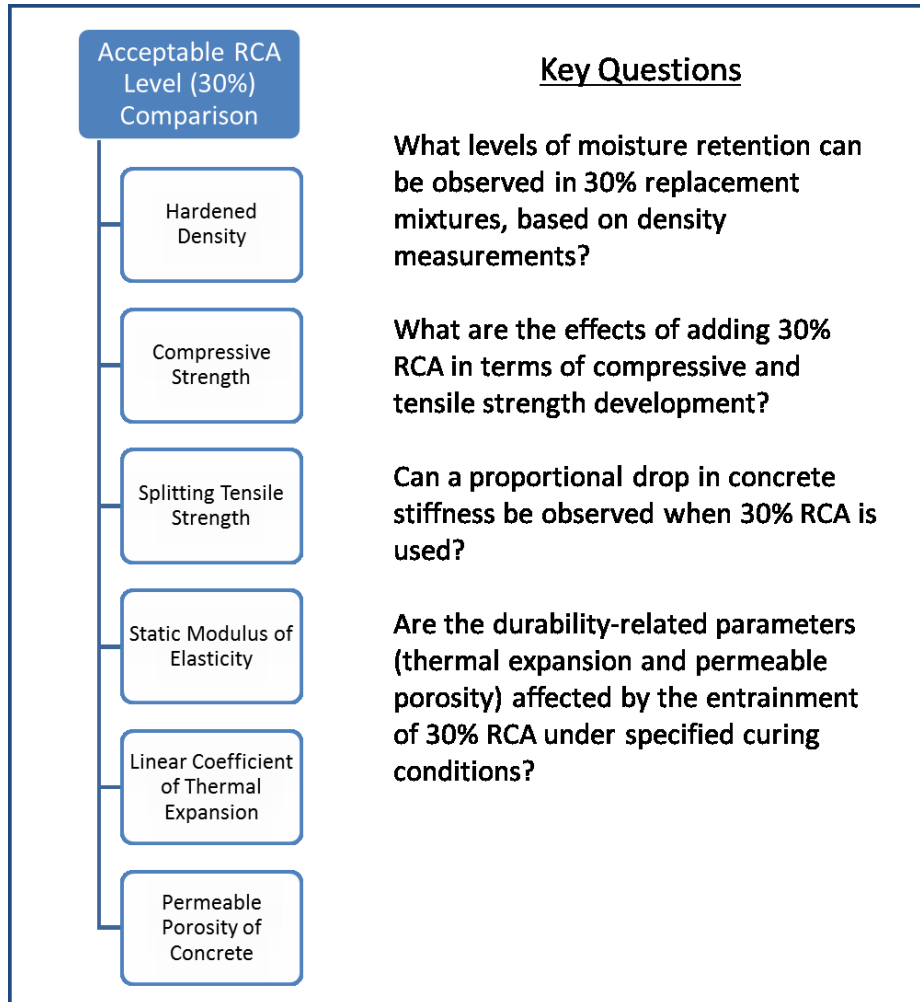 Acceptable RCA
Level (30%)
Comparison
Hardened
Density
Compressive
Strength
Splitting Tensile
Strength
Static Modulus of
Elasticity
Linear Coefficient
of Thermal
Expansion
Permeable
Porosity of
Concrete
Key Questions
What levels of moisture retention can
be observed in 30% replacement
mixtures, based on density
measurements?
What are the effects of adding 30%
RCA in terms of compressive and
tensile strength development?
Can a proportional drop in concrete
stiffness be observed when 30% RCA is
used?
Are the durability-related parameters
(thermal expansion and permeable
porosity) affected by the entrainment
of 30% RCA under specified curing
conditions?